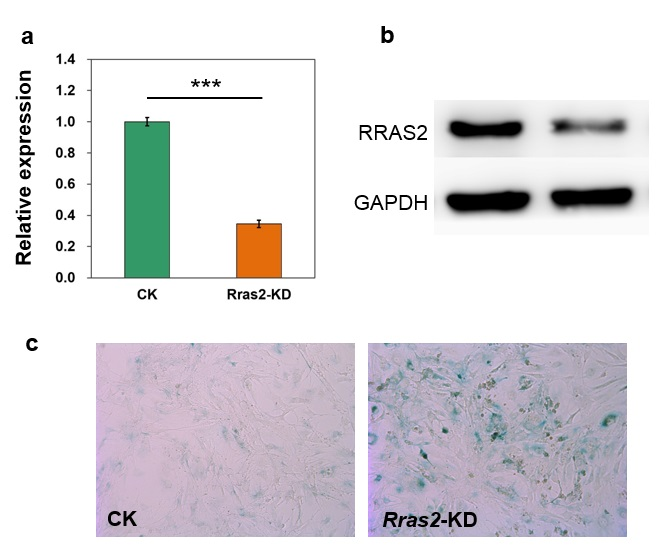 a
Relative expression
1.4
1.2
1.0
0.8
0.6
0.4
0.2
0.0
***
CK
Rras2-KD
b
RRAS2
GAPDH
c
CK
Rras2-KD